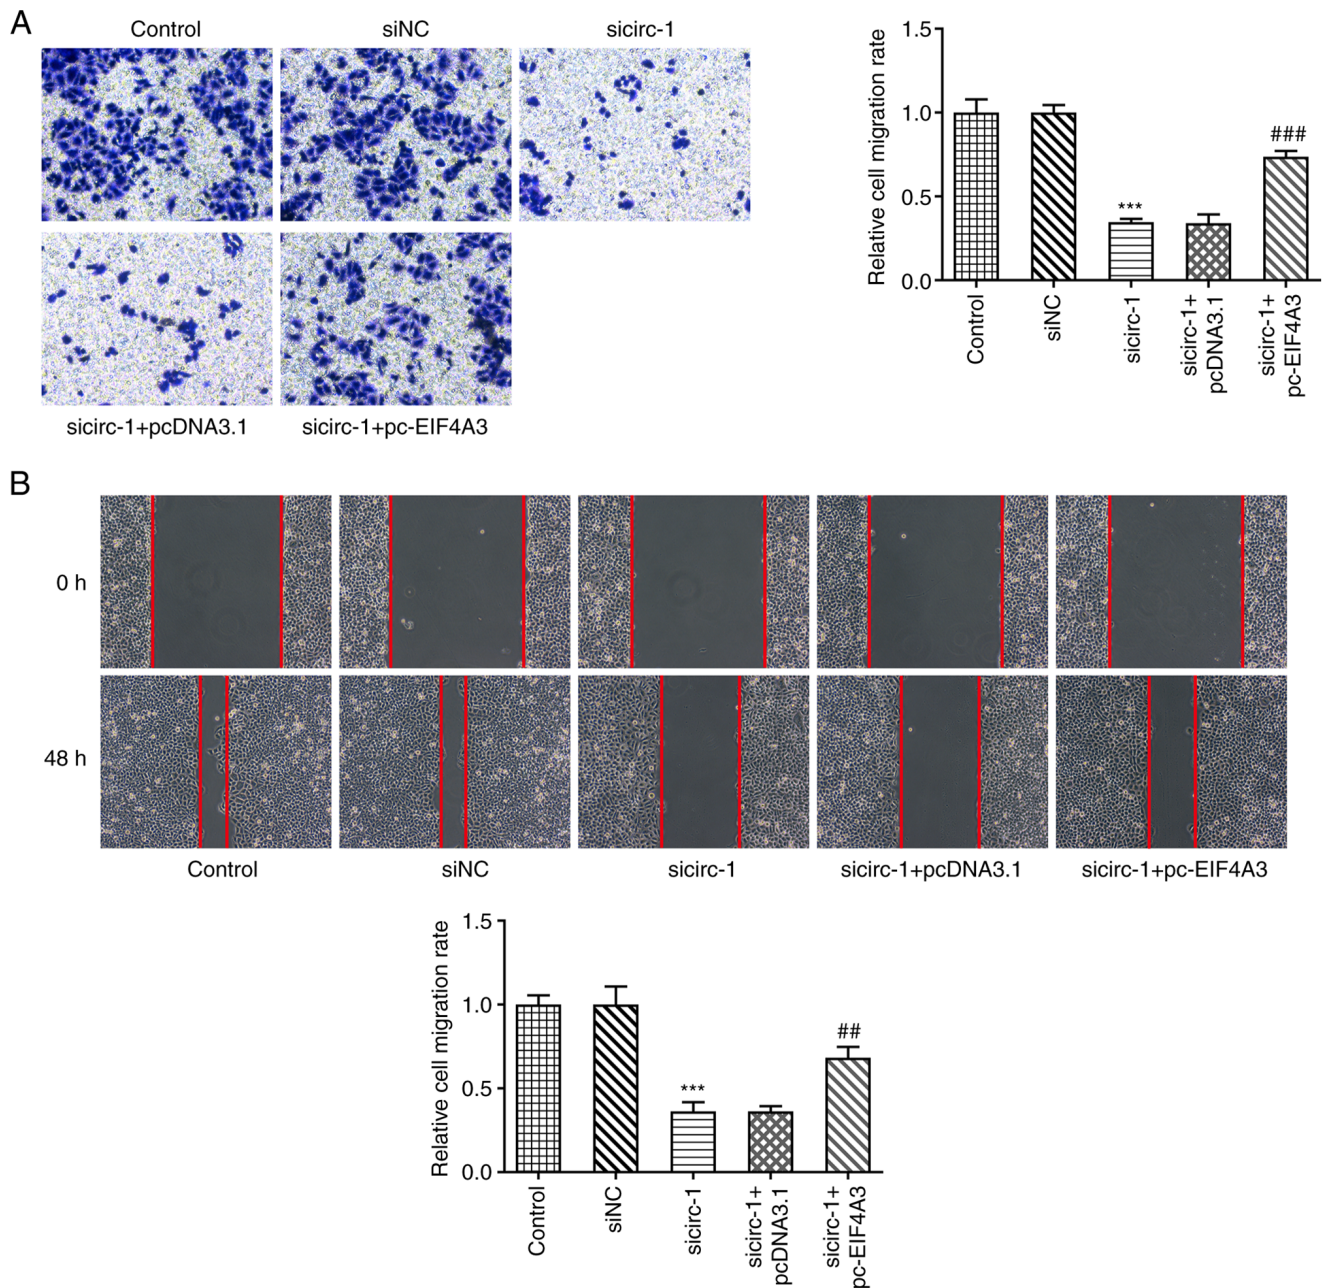 A
Control
siNC
sicirc-1
sicirc-1+pcDNA3.1
sicirc-1+pc-EIF4A3
Relative cell migration rate
1.5
1.0
0.5
0.0
***
###
Control
siNC
sicirc-1
sicirc-1+
pcDNA3.1
sicirc-1+
pc-EIF4A3
B
0 h
48 h
Control
siNC
sicirc-1
sicirc-1+pcDNA3.1
sicirc-1+pc-EIF4A3
Relative cell migration rate
1.5
1.0
0.5
0.0
***
##
Control
siNC
sicirc-1
sicirc-1+
pcDNA3.1
sicirc-1+
pc-EIF4A3